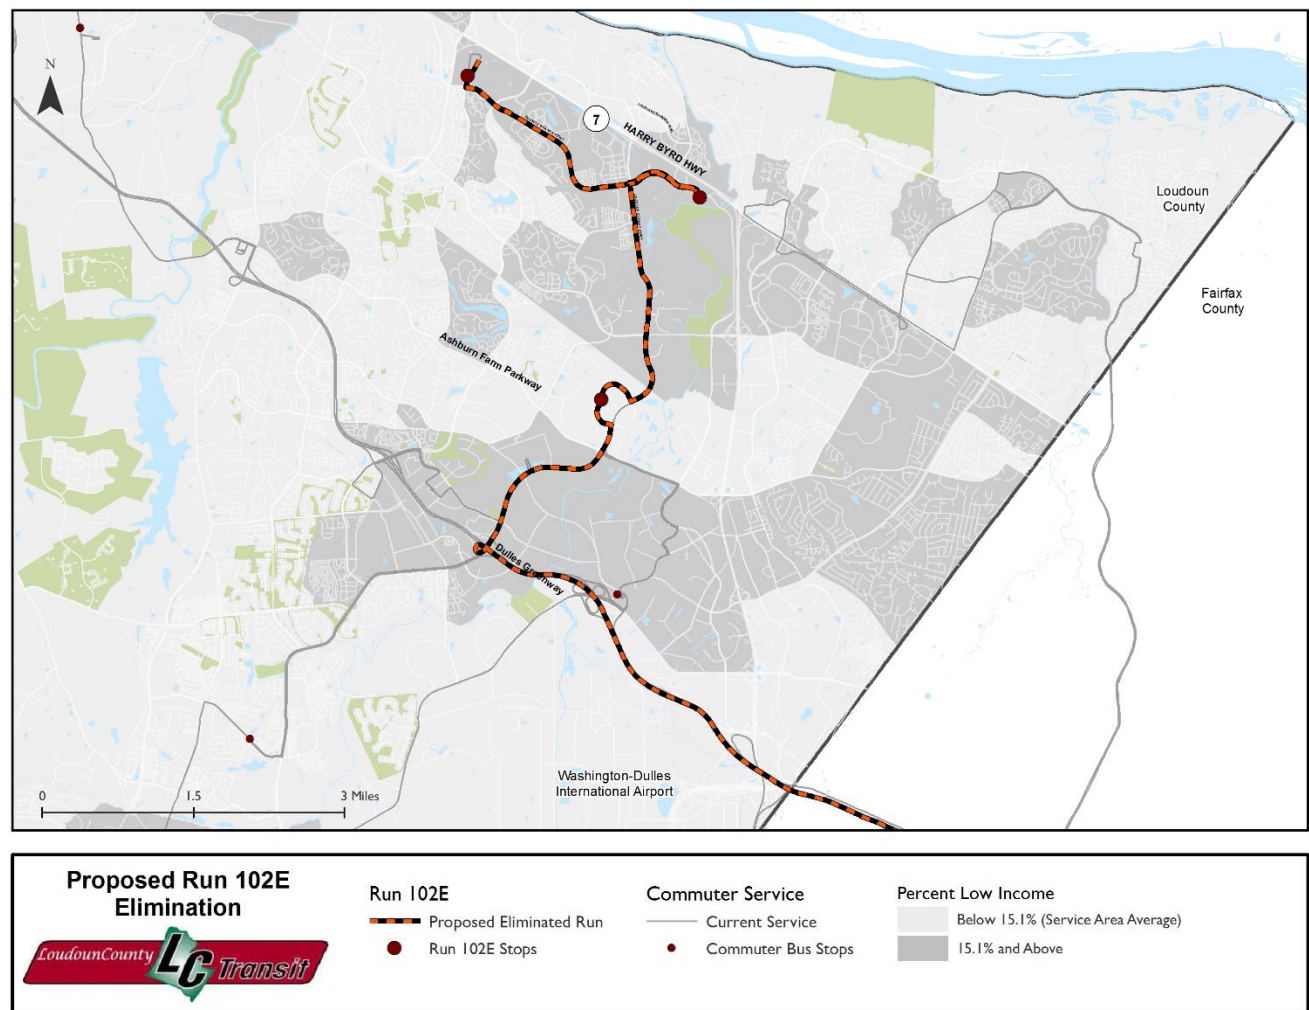 N
7
HARRY BYRD HWY
Loudoun
County
Fairfax
County
Ashburn Farm Parkway
Dulles Greenway
Washington-Dulles
International Airport
0
1.5
3 Miles
Proposed Run 102E
Elimination
LoudounCounty LC Transit
Run 102E
Proposed Eliminated Run
Run 102E Stops
Commuter Service
Current Service
Commuter Bus Stops
Percent Low Income
Below 15.1% (Service Area Average)
15.1% and Above